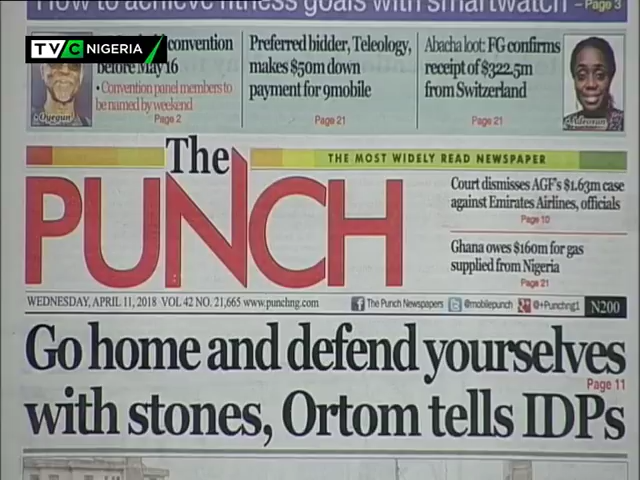 How to achieve fitness goals with smartwatch – Page 3
TVC NIGERIA
convention
before May 16
• Convention panel members to
be named by weekend
Page 2
• Oyegun
Preferred bidder, Teleology,
makes $50m down
payment for 9mobile
Page 21
Abacha loot: FG confirms
receipt of $322.5m
from Switzerland
Page 21
• Adeosun
The
PUNCH
THE MOST WIDELY READ NEWSPAPER
Court dismisses AGF's $1.63m case
against Emirates Airlines, officials
Page 10
Ghana owes $160m for gas
supplied from Nigeria
Page 21
WEDNESDAY, APRIL 11, 2018 VOL 42 NO. 21,665 www.punchng.com
The Punch Newspapers @mobilepunch @+Punchng1 N200
Go home and defend yourselves
Page 11
with stones, Ortom tells IDPs